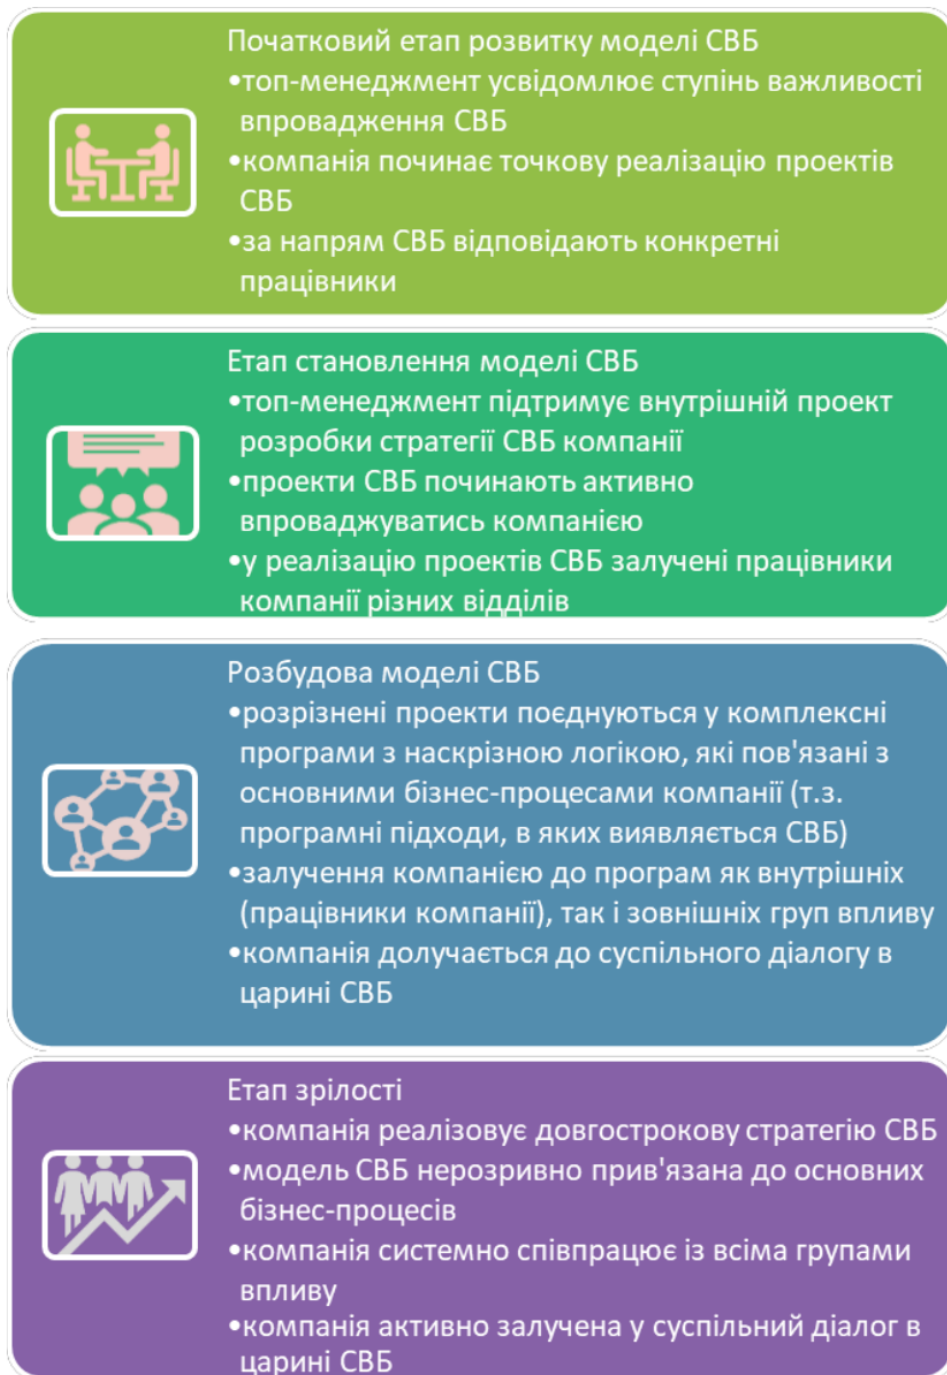 Початковий етап розвитку моделі СВБ
•топ-менеджмент усвідомлює ступінь важливості
впровадження СВБ
•компанія починає точкову реалізацію проектів
СВБ
•за напрям СВБ відповідають конкретні
працівники
Етап становлення моделі СВБ
•топ-менеджмент підтримує внутрішній проект
розробки стратегії СВБ компанії
•проекти СВБ починають активно
впроваджуватись компанією
•у реалізацію проектів СВБ залучені працівники
компанії різних відділів
Розбудова моделі СВБ
•розрізнені проекти поєднуються у комплексні
програми з наскрізною логікою, які пов'язані з
основними бізнес-процесами компанії (т.з.
програмні підходи, в яких виявляється СВБ)
•залучення компанією до програм як внутрішніх
(працівники компанії), так і зовнішніх груп впливу
•компанія долучається до суспільного діалогу в
царині СВБ
Етап зрілості
•компанія реалізовує довгострокову стратегію СВБ
•модель СВБ нерозривно прив'язана до основних
бізнес-процесів
•компанія системно співпрацює із всіма групами
впливу
•компанія активно залучена у суспільний діалог в
царині СВБ